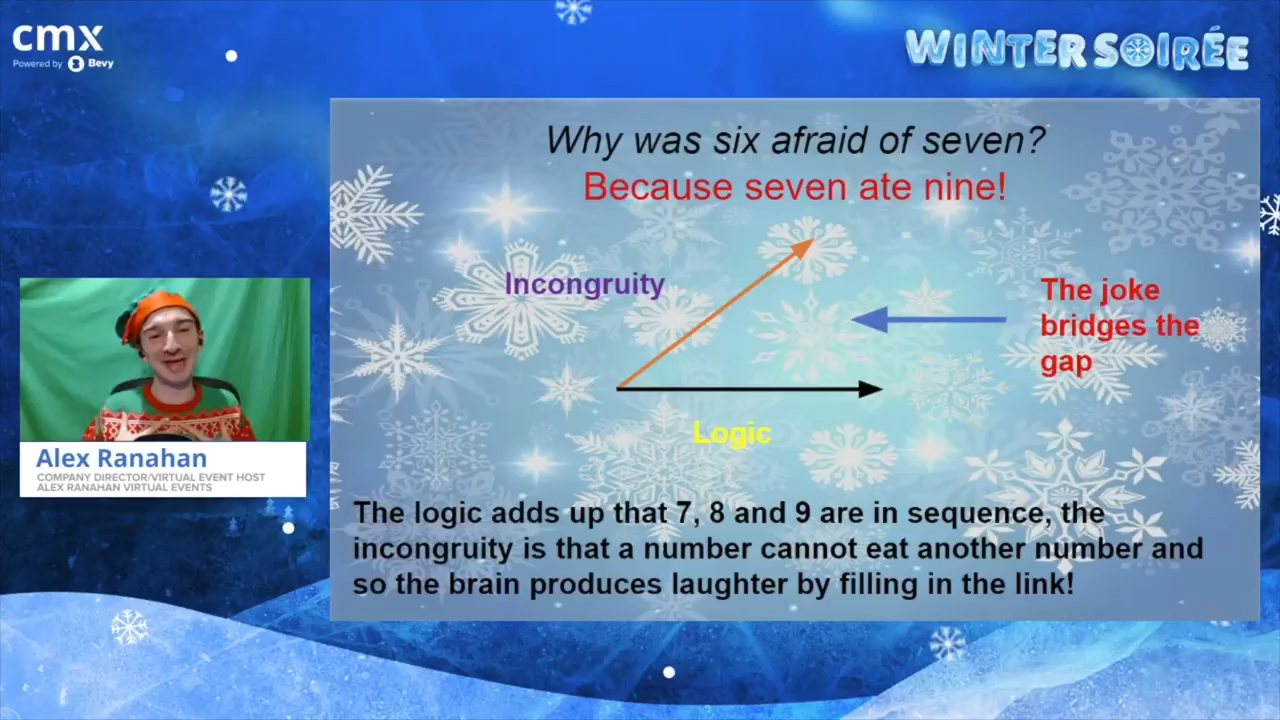 cmx
Powered by Bevy
WINTER SOIRÉE
Why was six afraid of seven?
Because seven ate nine!
Incongruity
The joke
bridges the
gap
Logic
Alex Ranahan
COMPANY DIRECTOR/VIRTUAL EVENT HOST
ALEX RANAHAN VIRTUAL EVENTS
The logic adds up that 7, 8 and 9 are in sequence, the
incongruity is that a number cannot eat another number and
so the brain produces laughter by filling in the link!